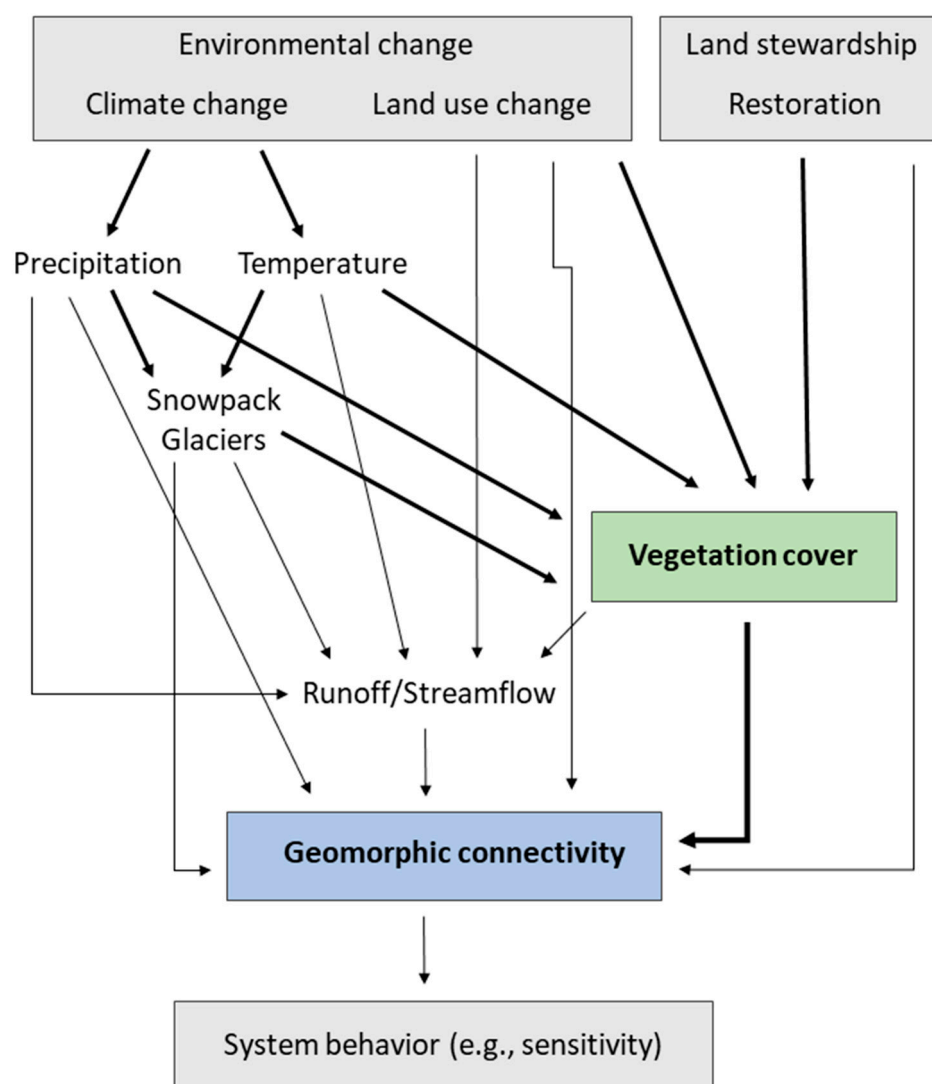 Environmental change
Climate change
Land use change
Land stewardship
Restoration
Precipitation
Temperature
Snowpack
Glaciers
Vegetation cover
Runoff/Streamflow
Geomorphic connectivity
System behavior (e.g., sensitivity)